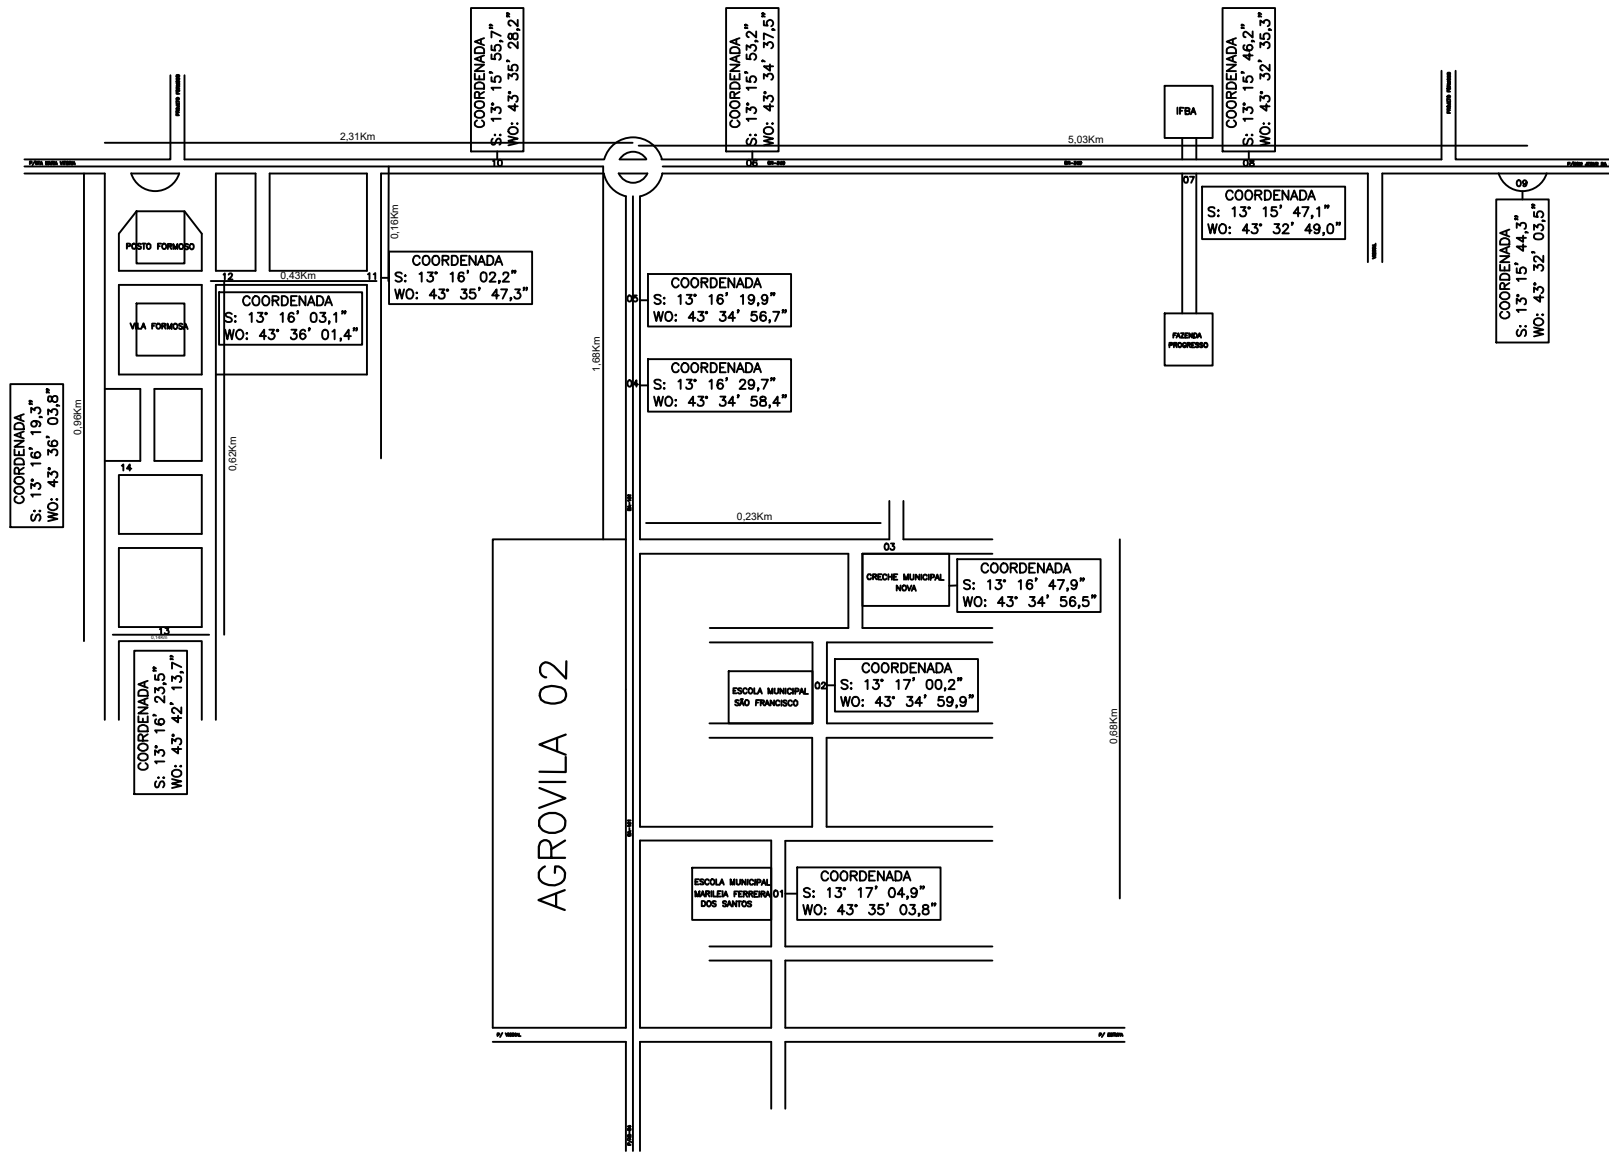 COORDENADA
S: 13° 15' 55,7"
WO: 43° 35' 28,2"
COORDENADA
S: 13° 15' 53,2"
WO: 43° 34' 37,5"
COORDENADA
S: 13° 15' 46,2"
WO: 43° 32' 35,3"
IFBA
2,31Km
5,03Km
10
06
BR-349
BR-349
08
07
09
COORDENADA
S: 13° 15' 47,1"
WO: 43° 32' 49,0"
COORDENADA
S: 13° 15' 44,3"
WO: 43° 32' 03,5"
0,16Km
POSTO FORMOSO
12
0,43Km
11
COORDENADA
S: 13° 16' 02,2"
WO: 43° 35' 47,3"
COORDENADA
S: 13° 16' 03,1"
WO: 43° 36' 01,4"
VILA FORMOSA
05
COORDENADA
S: 13° 16' 19,9"
WO: 43° 34' 56,7"
FAZENDA
PROGRESSO
1,68Km
04
COORDENADA
S: 13° 16' 29,7"
WO: 43° 34' 58,4"
COORDENADA
S: 13° 16' 19,3"
WO: 43° 36' 03,8"
0,96Km
0,62Km
14
0,23Km
03
CRECHE MUNICIPAL
NOVA
COORDENADA
S: 13° 16' 47,9"
WO: 43° 34' 56,5"
13
COORDENADA
S: 13° 16' 23,5"
WO: 43° 42' 13,7"
AGROVILA 02
ESCOLA MUNICIPAL
SÃO FRANCISCO
02
COORDENADA
S: 13° 17' 00,2"
WO: 43° 34' 59,9"
0,68Km
ESCOLA MUNICIPAL
MARILEIA FERREIRA
DOS SANTOS
01
COORDENADA
S: 13° 17' 04,9"
WO: 43° 35' 03,8"